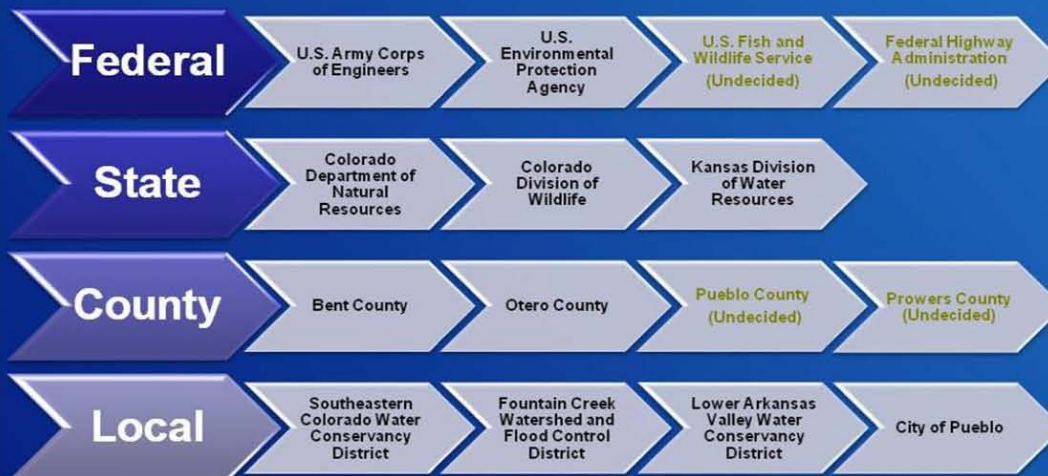 Federal
U.S. Army Corps
of Engineers
U.S.
Environmental
Protection
Agency
U.S. Fish and
Wildlife Service
(Undecided)
Federal Highway
Administration
(Undecided)
State
Colorado
Department of
Natural
Resources
Colorado
Division of
Wildlife
Kansas Division
of Water
Resources
County
Bent County
Otero County
Pueblo County
(Undecided)
Prowers County
(Undecided)
Local
Southeastern
Colorado Water
Conservancy
District
Fountain Creek
Watershed and
Flood Control
District
Lower Arkansas
Valley Water
Conservancy
District
City of Pueblo